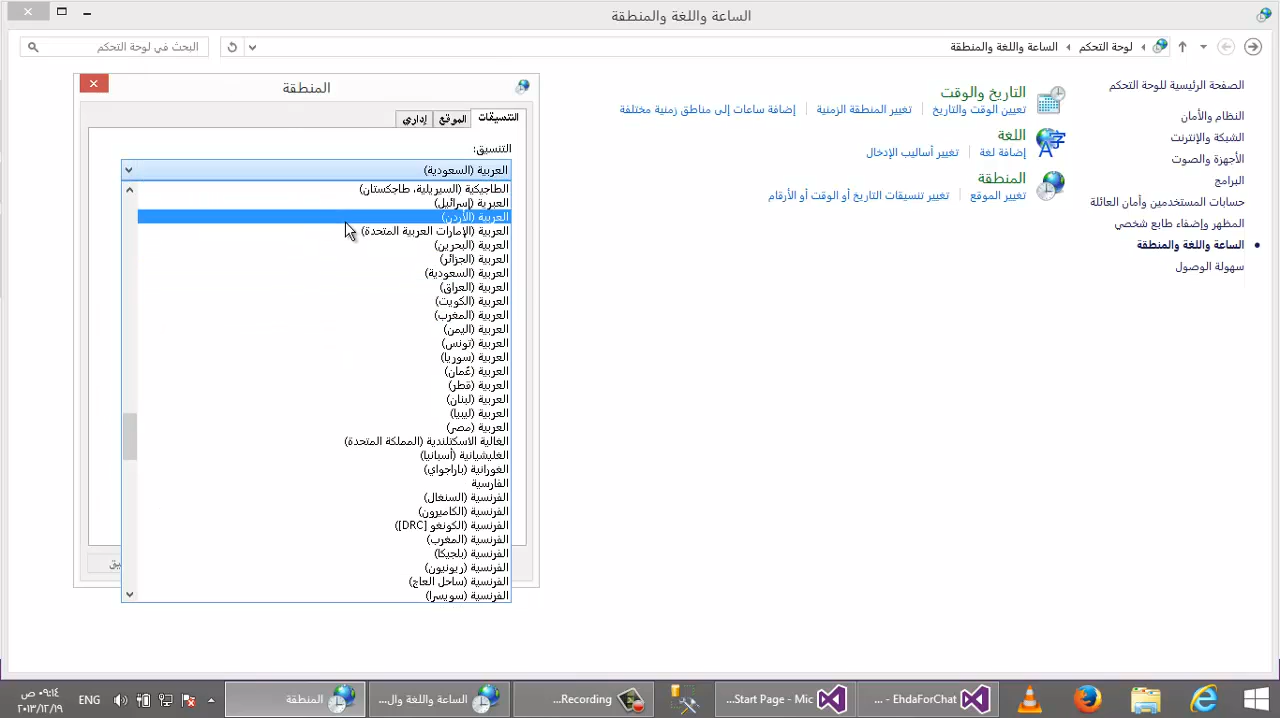 الساعة واللغة والمنطقة
لوحة التحكم
الساعة واللغة والمنطقة
البحث في لوحة التحكم
الصفحة الرئيسية للوحة التحكم
النظام والأمان
الشبكة والإنترنت
الأجهزة والصوت
البرامج
حسابات المستخدمين وأمان العائلة
المظهر وإضفاء طابع شخصي
الساعة واللغة والمنطقة
سهولة الوصول
التاريخ والوقت
تعيين الوقت والتاريخ
تغيير المنطقة الزمنية
إضافة ساعات إلى مناطق زمنية مختلفة
اللغة
إضافة لغة
تغيير أساليب الإدخال
المنطقة
تغيير الموقع
تغيير تنسيقات التاريخ أو الوقت أو الأرقام
المنطقة
التنسيقات
الموقع
إداري
التنسيق:
العربية (السعودية)
الطاجيكية (السيريلية، طاجكستان)
العبرية (إسرائيل)
العربية (الأردن)
العربية (الإمارات العربية المتحدة)
العربية (البحرين)
العربية (الجزائر)
العربية (السعودية)
العربية (العراق)
العربية (الكويت)
العربية (المغرب)
العربية (اليمن)
العربية (تونس)
العربية (سوريا)
العربية (عُمان)
العربية (قطر)
العربية (لبنان)
العربية (ليبيا)
العربية (مصر)
الغالية الاسكتلندية (المملكة المتحدة)
الغليشيانية (أسبانيا)
الغورانية (باراجواي)
الفارسية
الفرنسية (السنغال)
الفرنسية (الكاميرون)
الفرنسية (الكونغو [DRC])
الفرنسية (المغرب)
الفرنسية (بلجيكا)
الفرنسية (ريونيون)
الفرنسية (ساحل العاج)
الفرنسية (سويسرا)
المنطقة
الساعة واللغة وال...
Recording...
Start Page - Mic...
EhdaForChat - ...
ENG
٠٩:١٤ ص
٢٠١٣/١٢/١٩